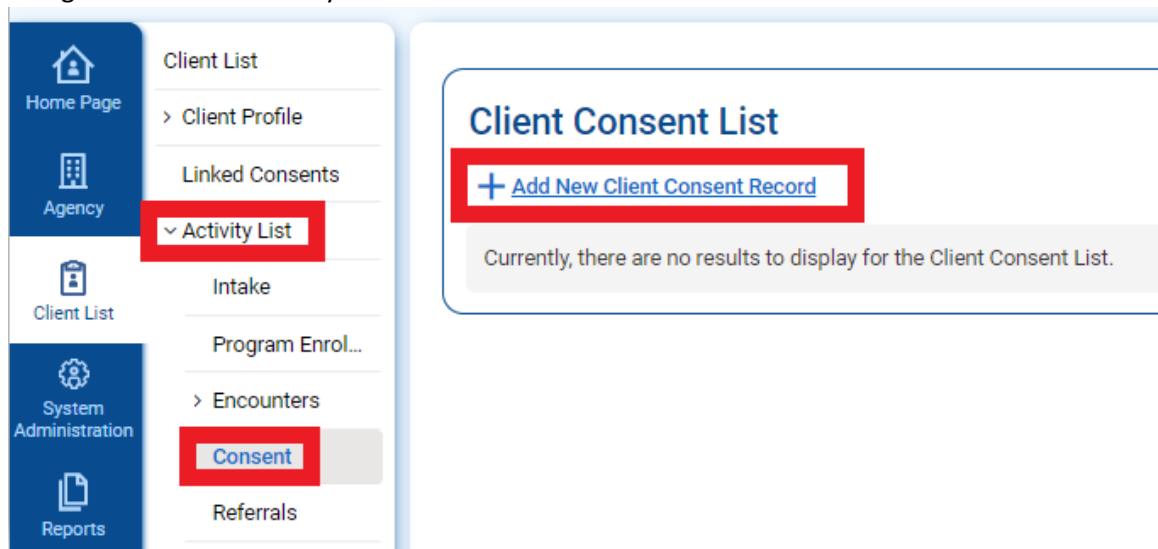 Home Page
Agency
Client List
System
Administration
Reports
Client List
> Client Profile
Linked Consents
Activity List
Intake
Program Enrol...
> Encounters
Consent
Referrals
Client Consent List
+ Add New Client Consent Record
Currently, there are no results to display for the Client Consent List.